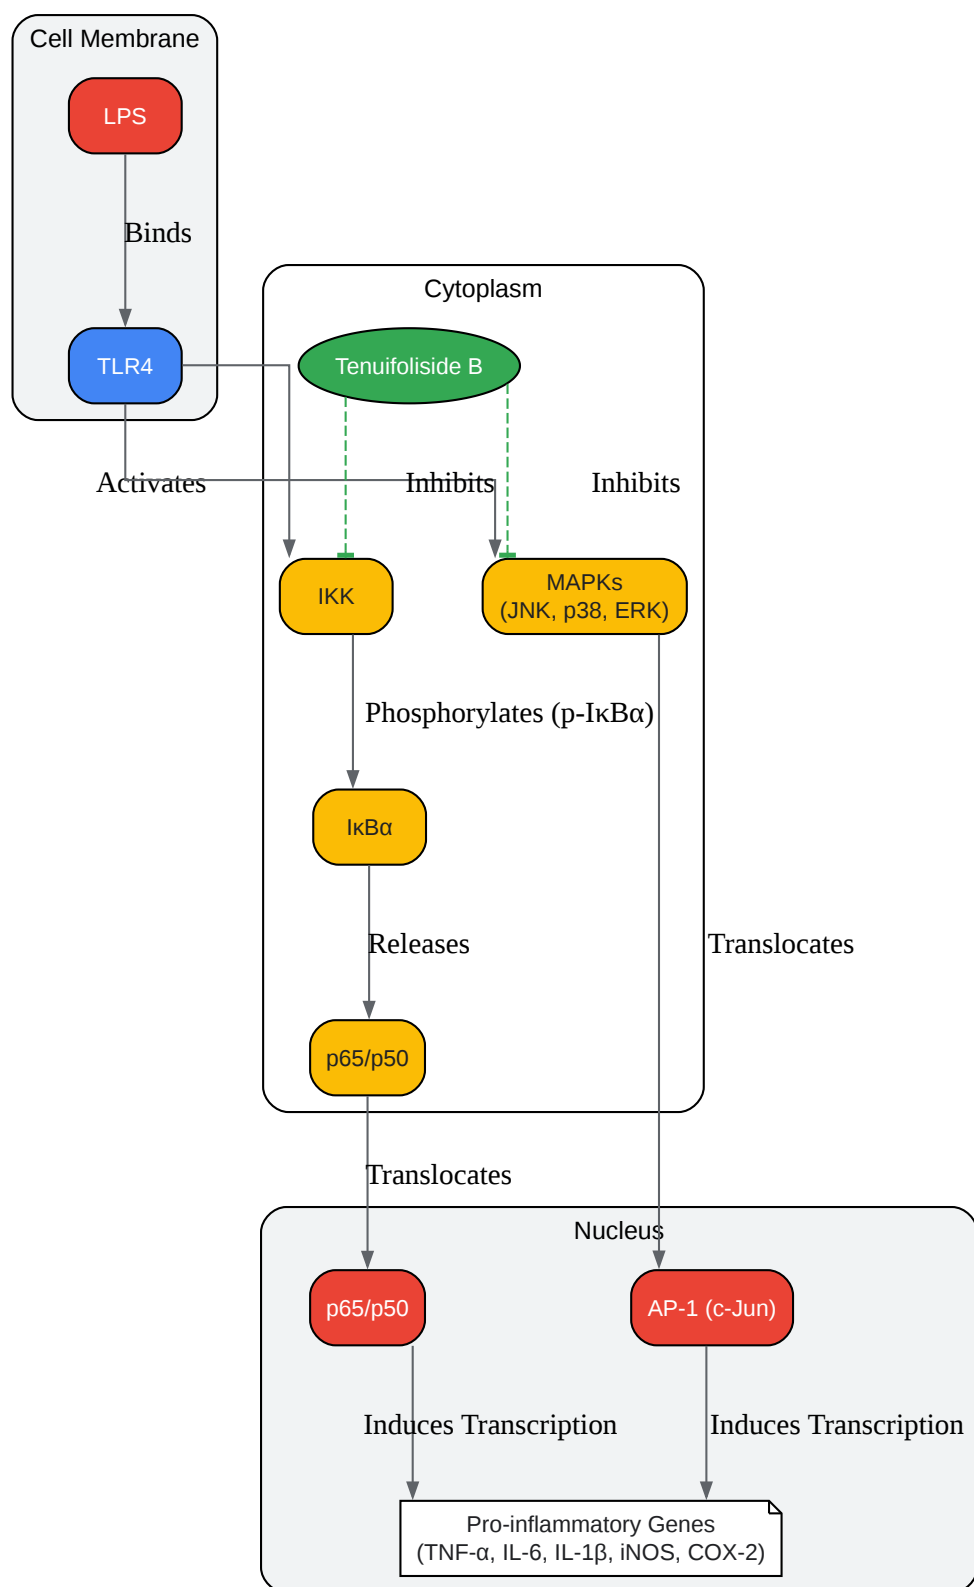 Cell Membrane
LPS
Binds
Cytoplasm
TLR4
Tenuifoliside B
Activates
Inhibits
Inhibits
IKK
MAPKs
(JNK, p38, ERK)
Phosphorylates (p-IκBα)
IκBα
Releases
Translocates
p65/p50
Translocates
Nucleus
p65/p50
AP-1 (c-Jun)
Induces Transcription
Induces Transcription
Pro-inflammatory Genes
(TNF-α, IL-6, IL-1β, iNOS, COX-2)